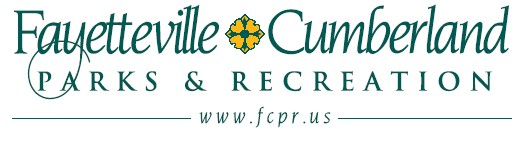 Fayetteville Cumberland
PARKS & RECREATION
www.fcpr.us